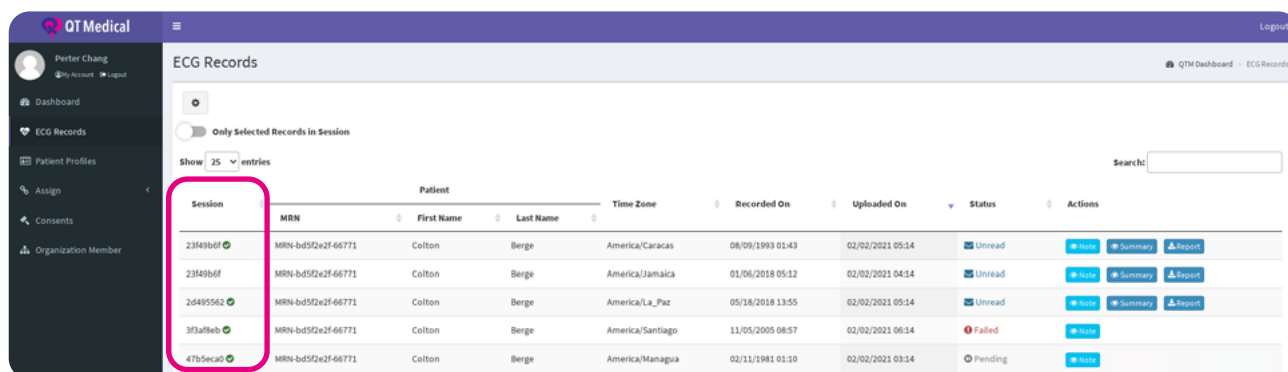 QT Medical
Logout
Perter Chang
My Account Logout
Dashboard
ECG Records
Patient Profiles
Assign
Consents
Organization Member
ECG Records
QTM Dashboard - ECG Records
Only Selected Records in Session
Show 25 entries
Search:
Patient
Session Time Zone Recorded On Uploaded On Status Actions
MRN First Name Last Name
23f49b6f MRN-bd5f2e2f-66771 Colton Berge America/Caracas 08/09/1993 01:43 02/02/2021 05:14 Unread Note Summary Report
23f49b6f MRN-bd5f2e2f-66771 Colton Berge America/Jamaica 01/06/2018 05:12 02/02/2021 04:14 Unread Note Summary Report
2d495562 MRN-bd5f2e2f-66771 Colton Berge America/La_Paz 05/18/2018 13:55 02/02/2021 05:14 Unread Note Summary Report
3f3af8eb MRN-bd5f2e2f-66771 Colton Berge America/Santiago 11/05/2005 08:57 02/02/2021 06:14 Failed Note
47b5eca0 MRN-bd5f2e2f-66771 Colton Berge America/Managua 02/11/1981 01:10 02/02/2021 03:14 Pending Note